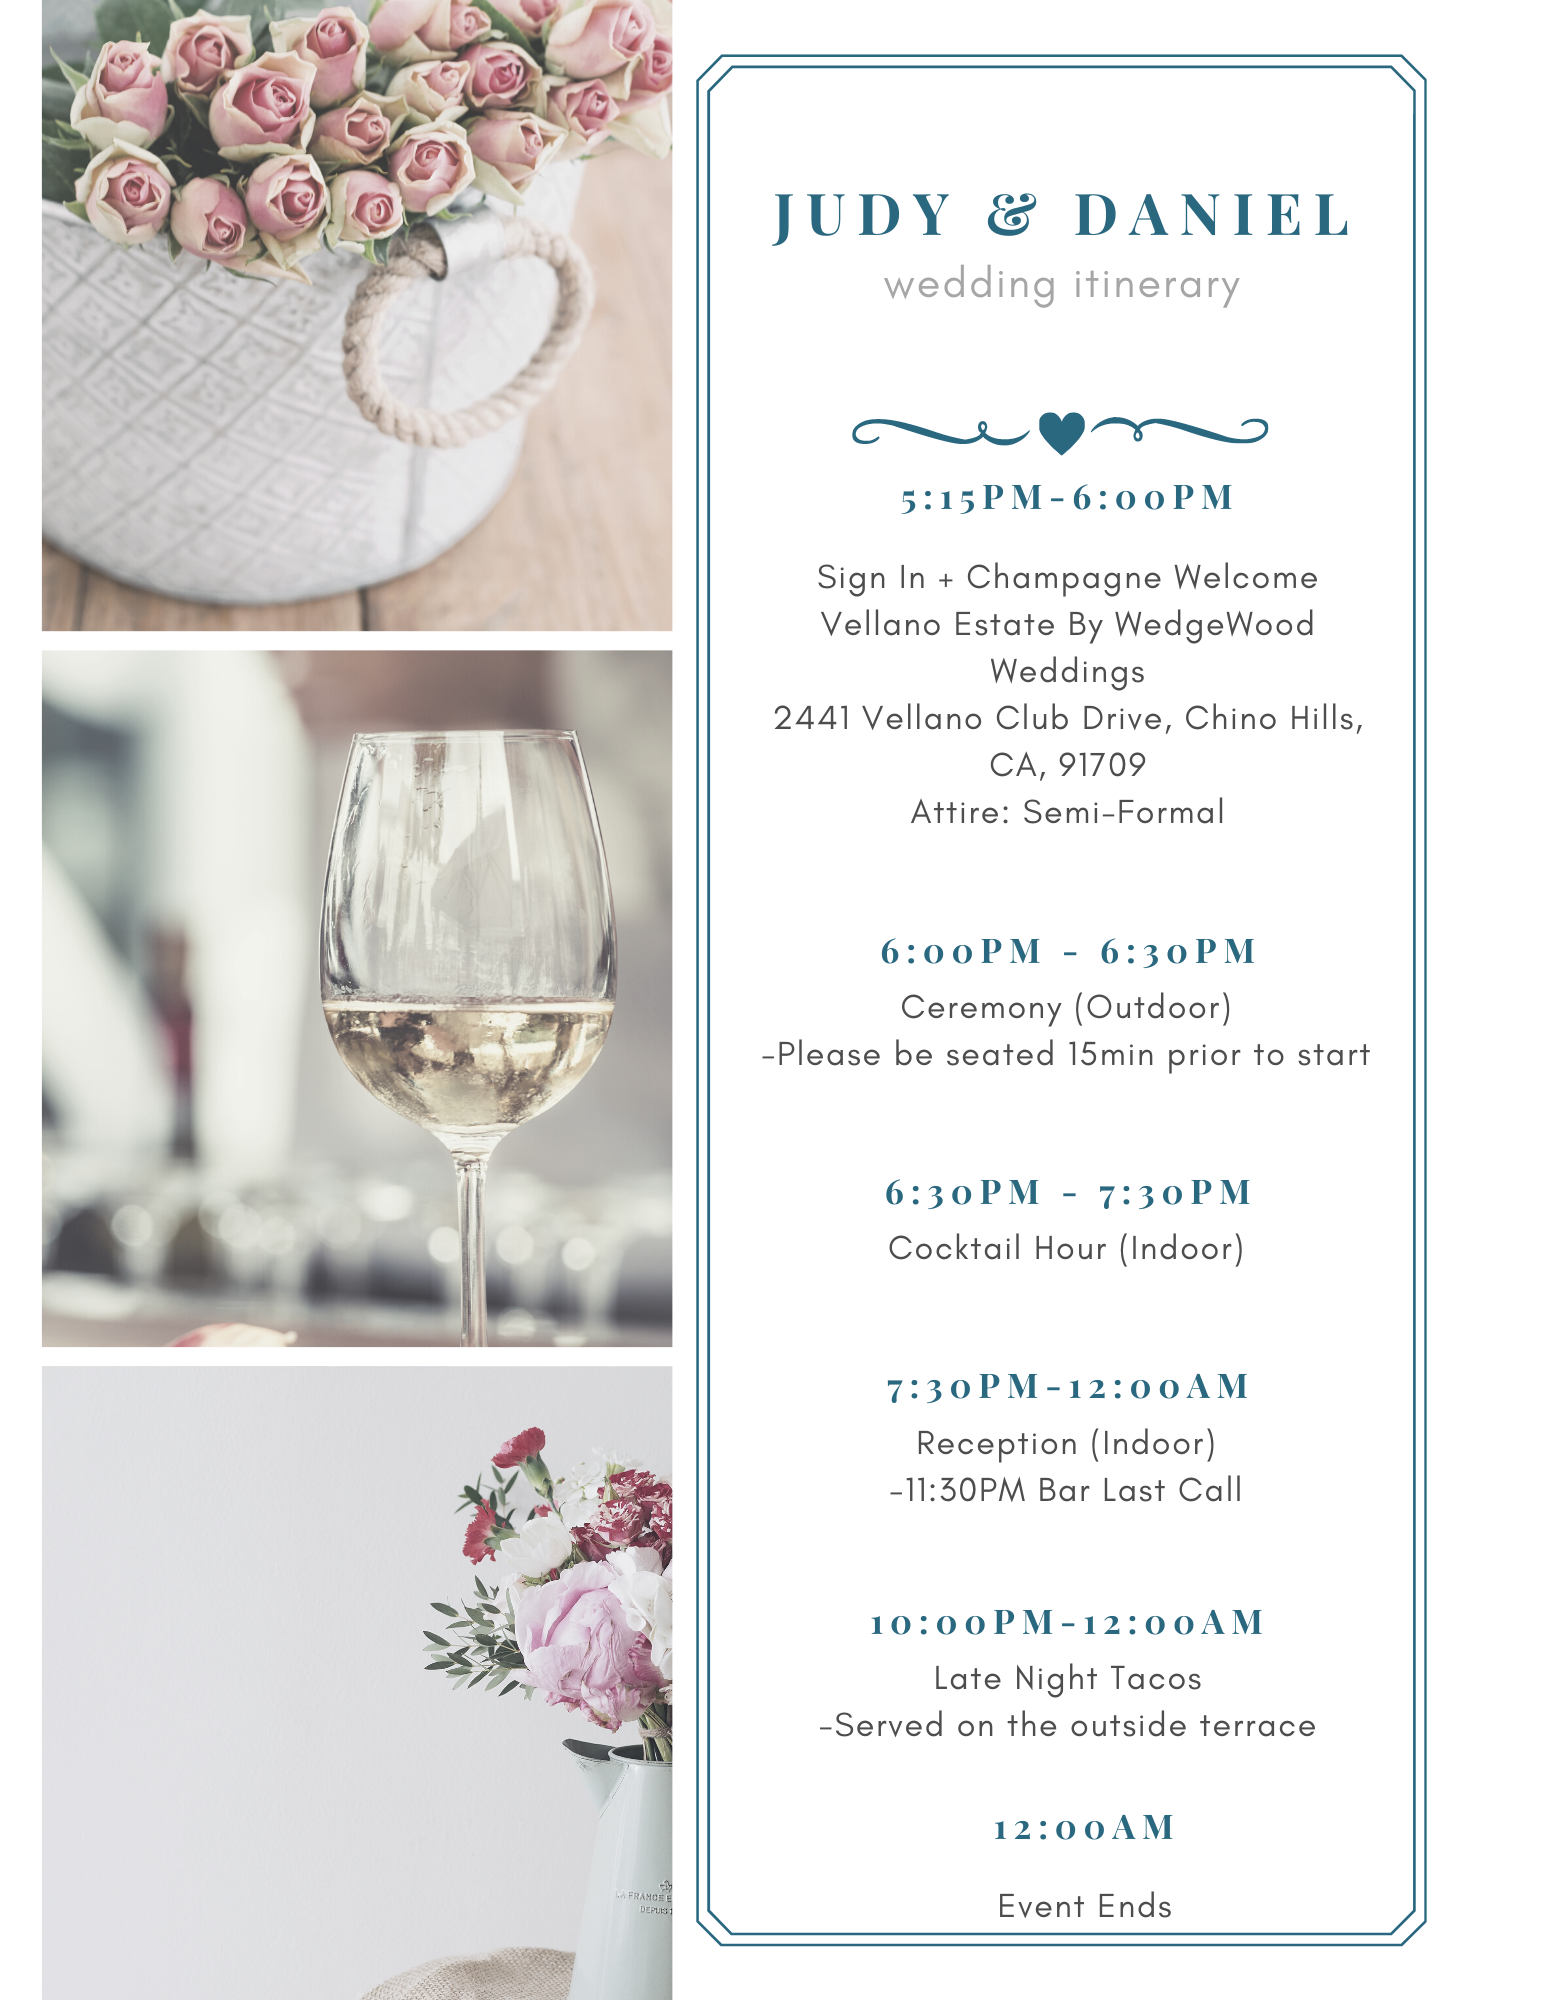 JUDY & DANIEL
wedding itinerary
5:15PM-6:00PM
Sign In + Champagne Welcome
Vellano Estate By WedgeWood
Weddings
2441 Vellano Club Drive, Chino Hills,
CA, 91709
Attire: Semi-Formal
6:00PM - 6:30PM
Ceremony (Outdoor)
-Please be seated 15min prior to start
6:30PM - 7:30PM
Cocktail Hour (Indoor)
7:30PM-12:00AM
Reception (Indoor)
-11:30PM Bar Last Call
10:00PM-12:00AM
Late Night Tacos
-Served on the outside terrace
12:00AM
Event Ends
FRANCE
DEPUIS